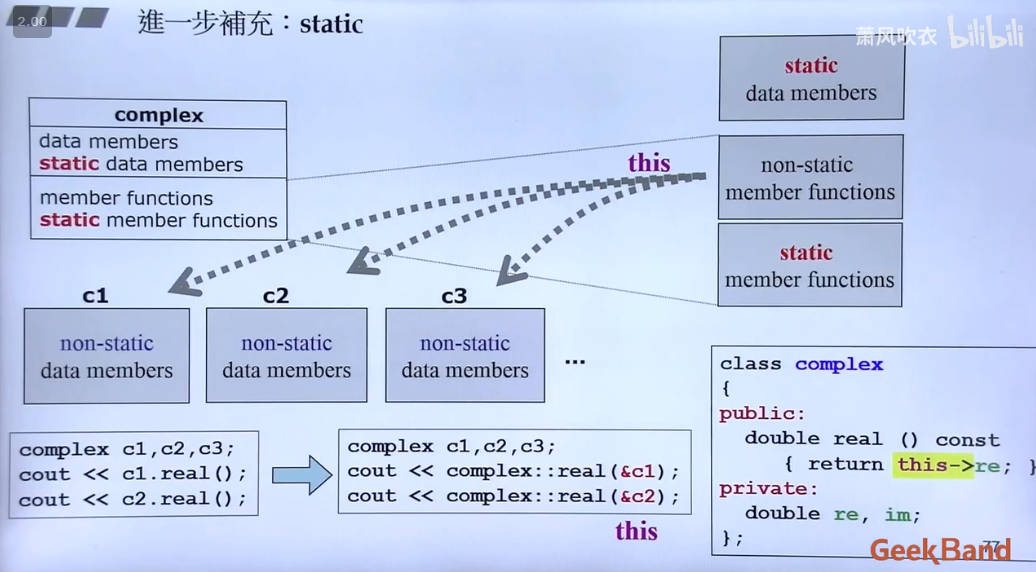 2.00
進一步補充：static
萧风吹衣 bilibili
static
data members
complex
data members
static data members
member functions
static member functions
this
non-static
member functions
static
member functions
c1
c2
c3
non-static
data members
non-static
data members
non-static
data members
...
complex c1,c2,c3;
cout << c1.real();
cout << c2.real();
complex c1,c2,c3;
cout << complex::real(&c1);
cout << complex::real(&c2);
this
class complex
{
public:
double real () const
{ return this->re; }
private:
double re, im;
};
77
GeekBand